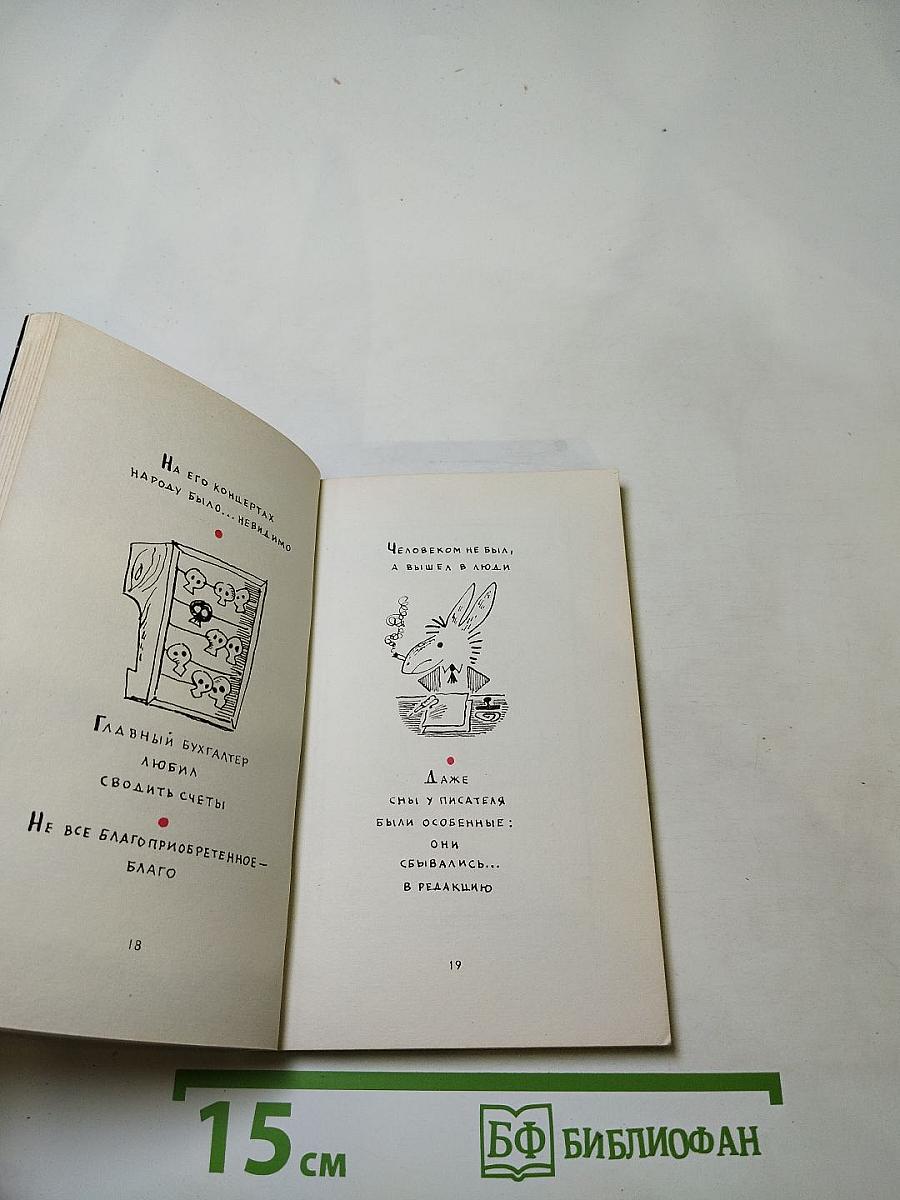 На его концертах
народу было... невидимо
Главный бухгалтер
любил
сводить счеты
Не все благоприобретенное —
благо
18
Человеком не был,
а вышел в люди
Даже
сны у писателя
были особенные:
они
сбывались...
в редакцию
19
15 см
БФ БИБЛИОФАН